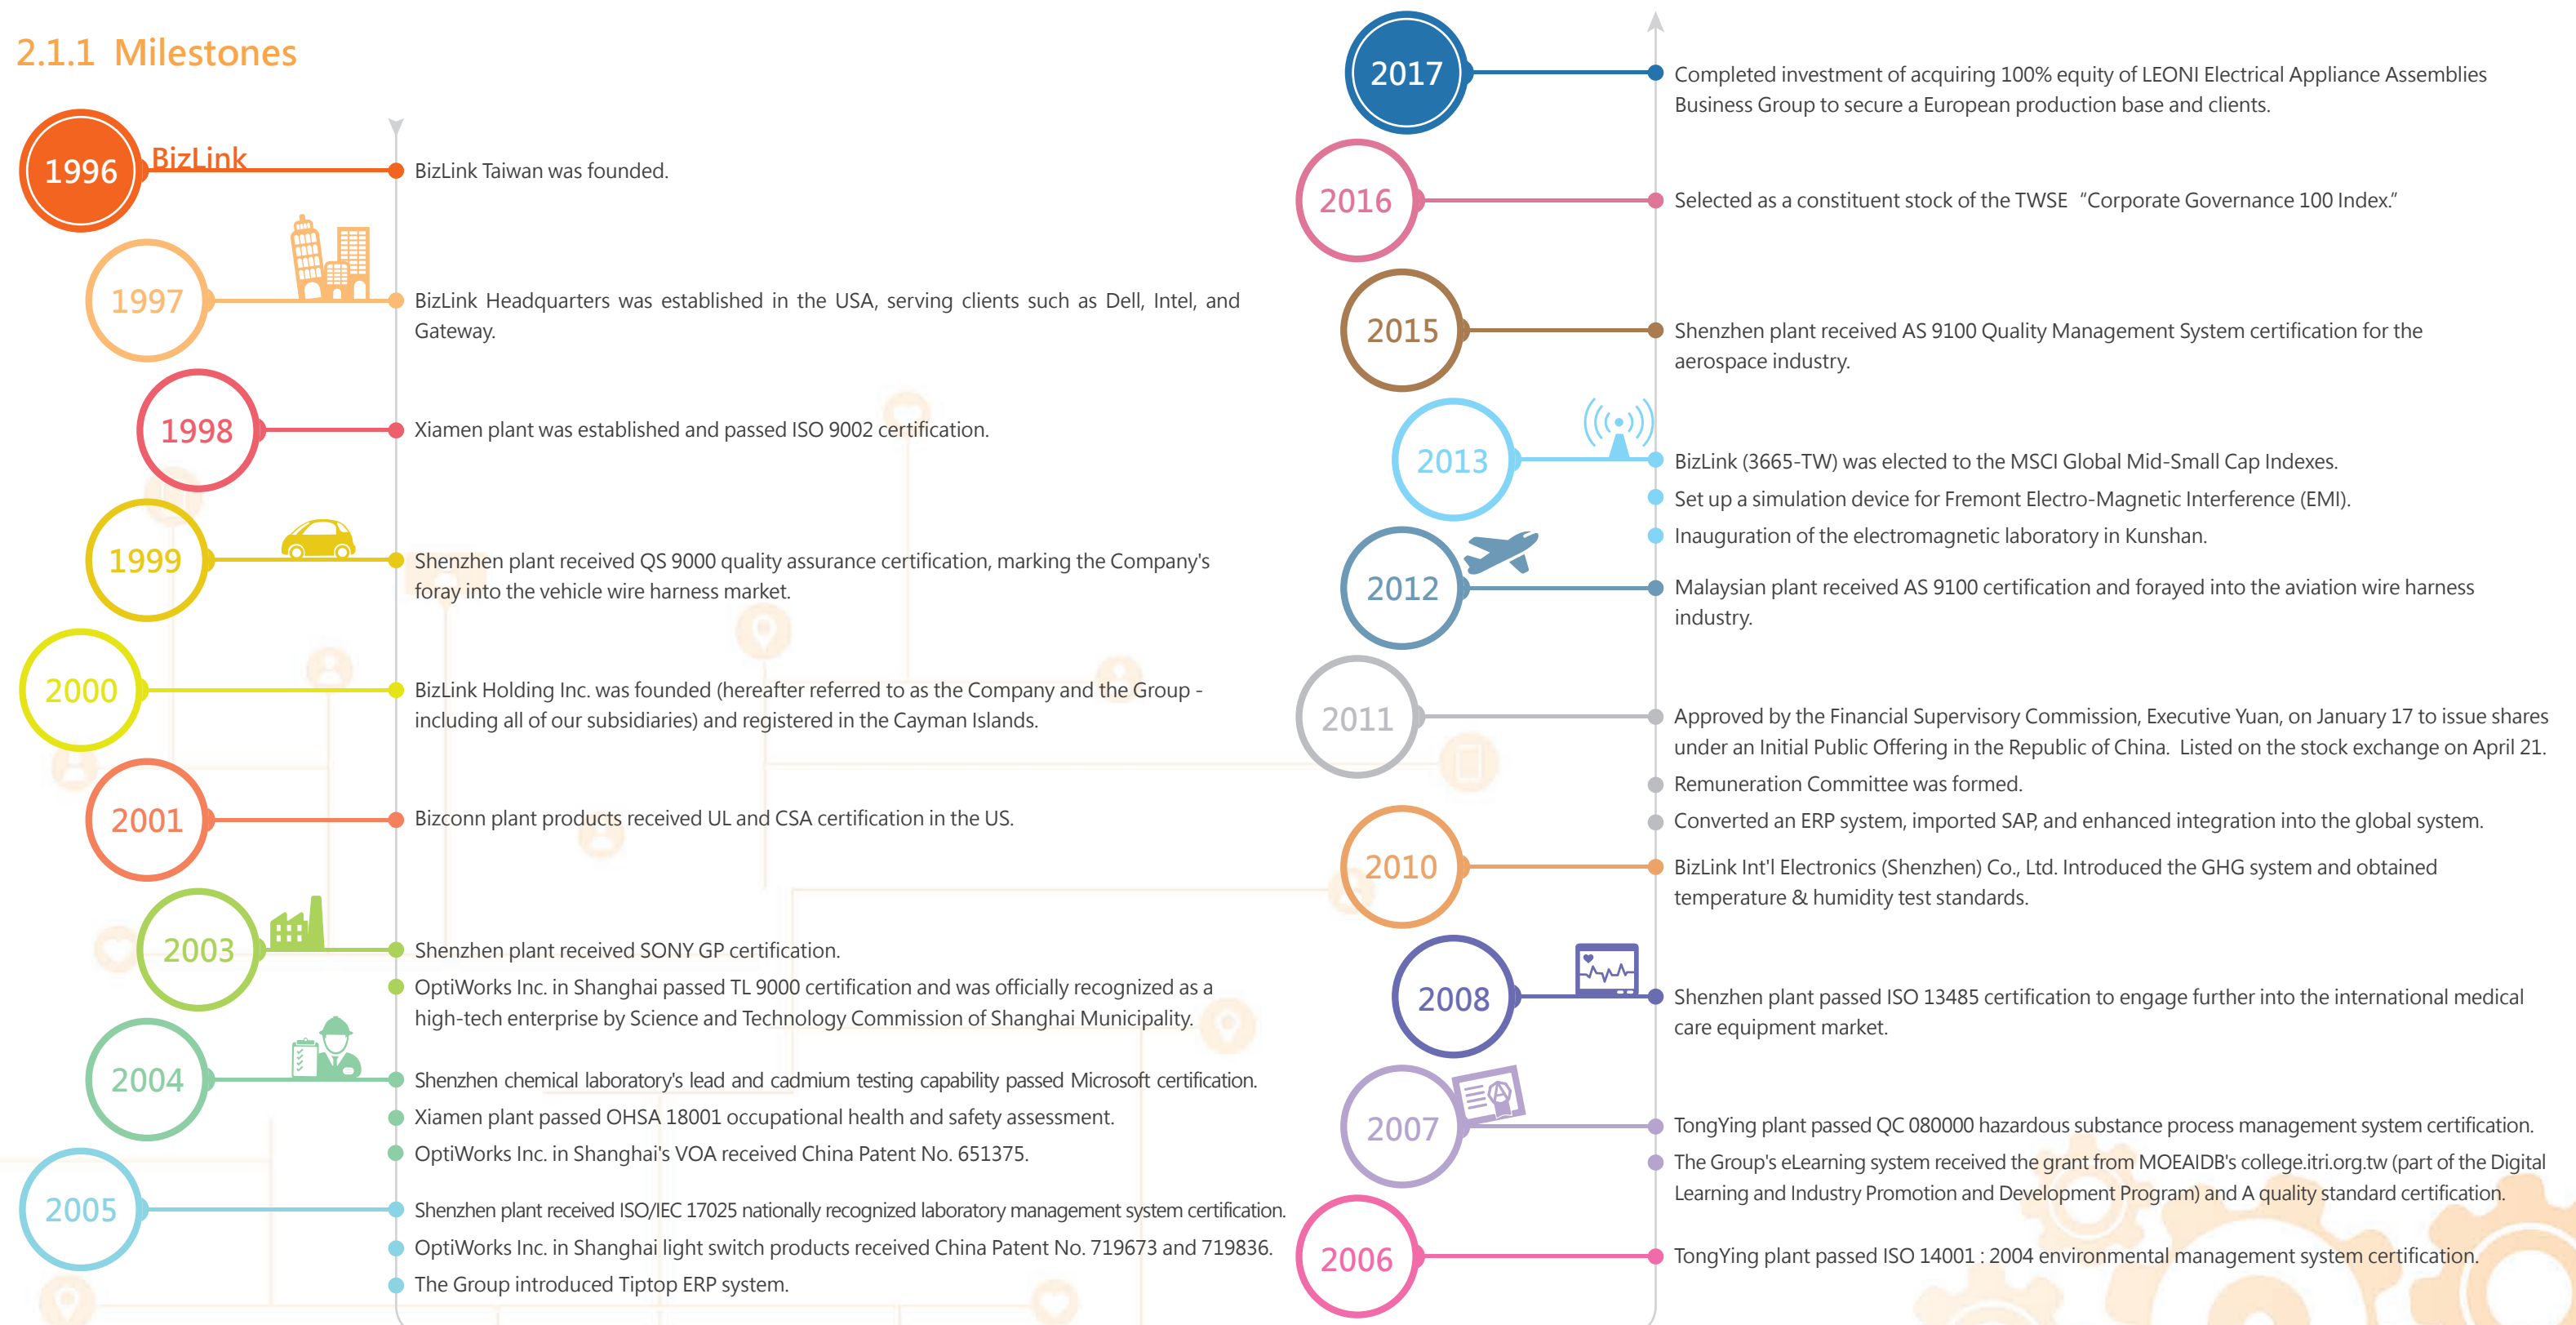 2.1.1 Milestones
1996
BizLink
BizLink Taiwan was founded.
1997
BizLink Headquarters was established in the USA, serving clients such as Dell, Intel, and
Gateway.
1998
Xiamen plant was established and passed ISO 9002 certification.
1999
Shenzhen plant received QS 9000 quality assurance certification, marking the Company's
foray into the vehicle wire harness market.
2000
BizLink Holding Inc. was founded (hereafter referred to as the Company and the Group -
including all of our subsidiaries) and registered in the Cayman Islands.
2001
Bizconn plant products received UL and CSA certification in the US.
2003
Shenzhen plant received SONY GP certification.
OptiWorks Inc. in Shanghai passed TL 9000 certification and was officially recognized as a
high-tech enterprise by Science and Technology Commission of Shanghai Municipality.
2004
Shenzhen chemical laboratory's lead and cadmium testing capability passed Microsoft certification.
Xiamen plant passed OHSA 18001 occupational health and safety assessment.
OptiWorks Inc. in Shanghai's VOA received China Patent No. 651375.
2005
Shenzhen plant received ISO/IEC 17025 nationally recognized laboratory management system certification.
OptiWorks Inc. in Shanghai light switch products received China Patent No. 719673 and 719836.
The Group introduced Tiptop ERP system.
2017
Completed investment of acquiring 100% equity of LEONI Electrical Appliance Assemblies
Business Group to secure a European production base and clients.
2016
Selected as a constituent stock of the TWSE “Corporate Governance 100 Index.”
2015
Shenzhen plant received AS 9100 Quality Management System certification for the
aerospace industry.
2013
BizLink (3665-TW) was elected to the MSCI Global Mid-Small Cap Indexes.
Set up a simulation device for Fremont Electro-Magnetic Interference (EMI).
Inauguration of the electromagnetic laboratory in Kunshan.
2012
Malaysian plant received AS 9100 certification and forayed into the aviation wire harness
industry.
2011
Approved by the Financial Supervisory Commission, Executive Yuan, on January 17 to issue shares
under an Initial Public Offering in the Republic of China. Listed on the stock exchange on April 21.
Remuneration Committee was formed.
Converted an ERP system, imported SAP, and enhanced integration into the global system.
2010
BizLink Int'l Electronics (Shenzhen) Co., Ltd. Introduced the GHG system and obtained
temperature & humidity test standards.
2008
Shenzhen plant passed ISO 13485 certification to engage further into the international medical
care equipment market.
2007
A
TongYing plant passed QC 080000 hazardous substance process management system certification.
The Group's eLearning system received the grant from MOEAIDB's college.itri.org.tw (part of the Digital
Learning and Industry Promotion and Development Program) and A quality standard certification.
2006
TongYing plant passed ISO 14001 : 2004 environmental management system certification.